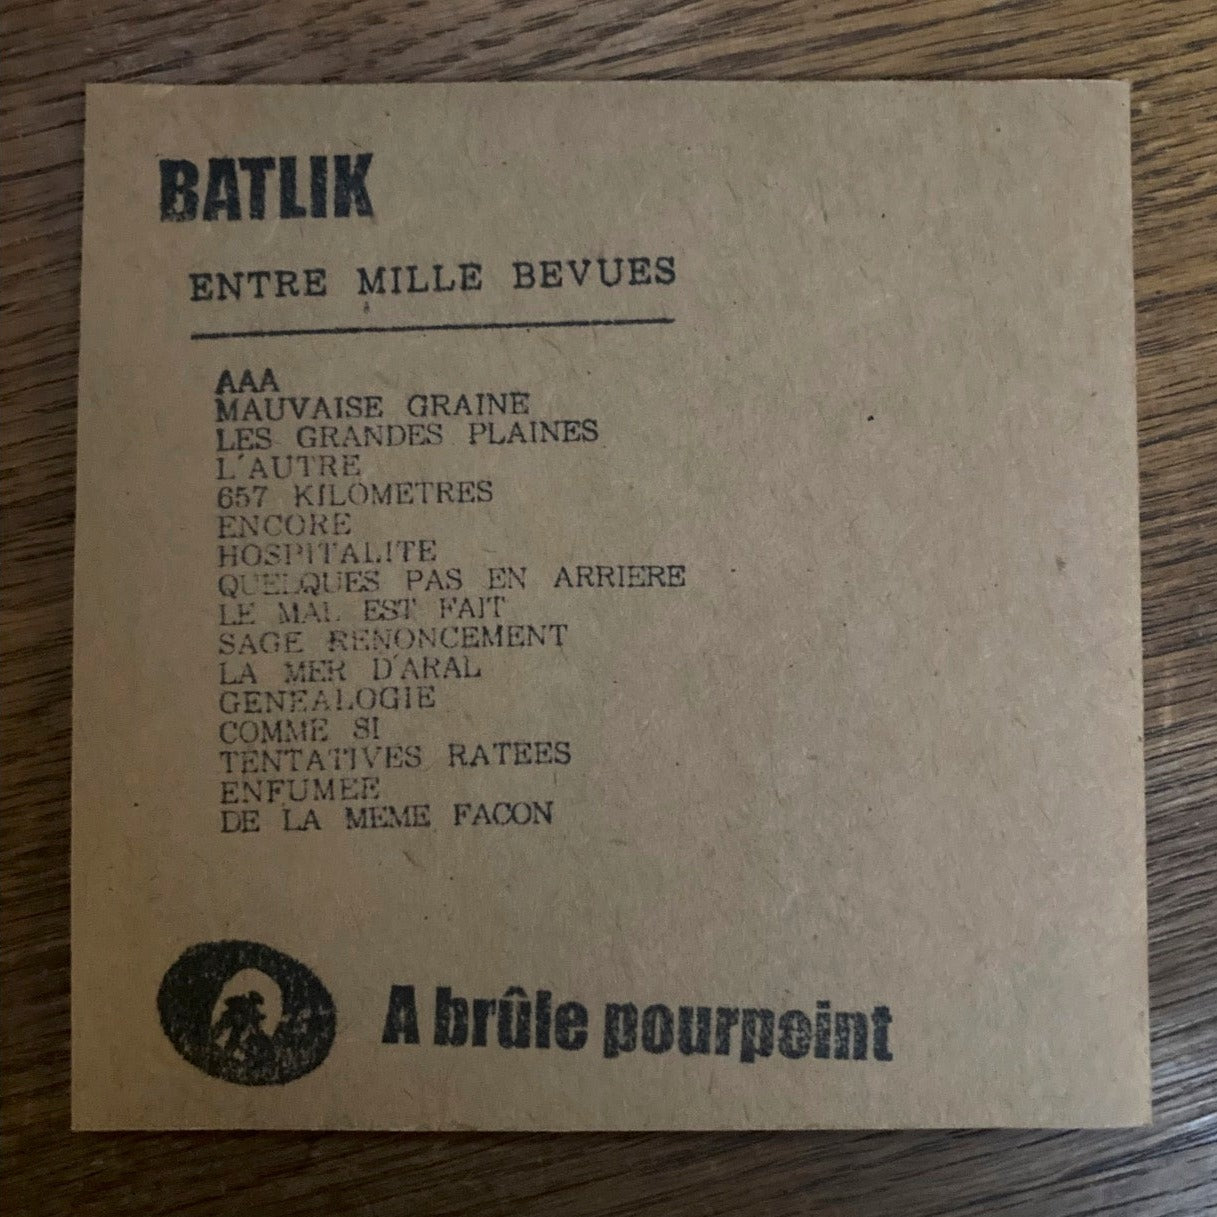 BATLIK
ENTRE MILLE BEVUES
AAA
MAUVAISE GRAINE
LES GRANDES PLAINES
L'AUTRE
657 KILOMETRES
ENCORE
HOSPITALITE
QUELQUES PAS EN ARRIERE
LE MAL EST FAIT
SAGE RENONCEMENT
LA MER D'ARAL
GENEALOGIE
COMME SI
TENTATIVES RATEES
ENFUMEE
DE LA MEME FACON
A brûle pourpoint